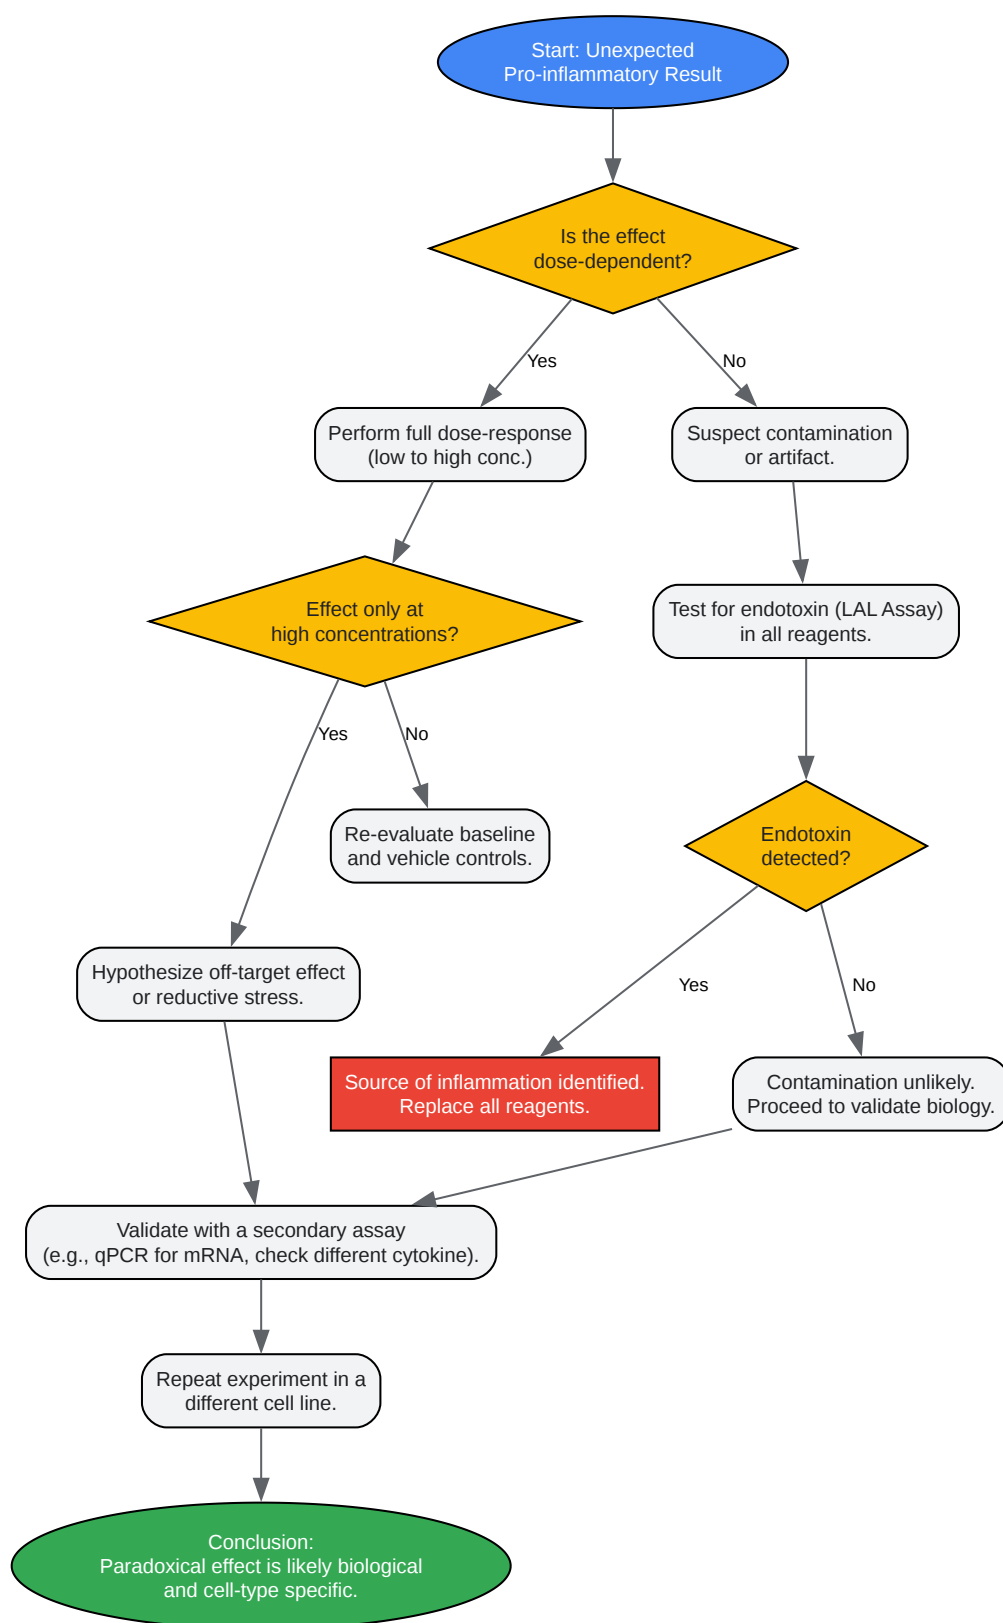 Start: Unexpected
Pro-inflammatory Result
Is the effect
dose-dependent?
Yes
No
Perform full dose-response
(low to high conc.)
Suspect contamination
or artifact.
Effect only at
high concentrations?
Test for endotoxin (LAL Assay)
in all reagents.
Yes
No
Re-evaluate baseline
and vehicle controls.
Endotoxin
detected?
Hypothesize off-target effect
or reductive stress.
Yes
No
Source of inflammation identified.
Replace all reagents.
Contamination unlikely.
Proceed to validate biology.
Validate with a secondary assay
(e.g., qPCR for mRNA, check different cytokine).
Repeat experiment in a
different cell line.
Conclusion:
Paradoxical effect is likely biological
and cell-type specific.